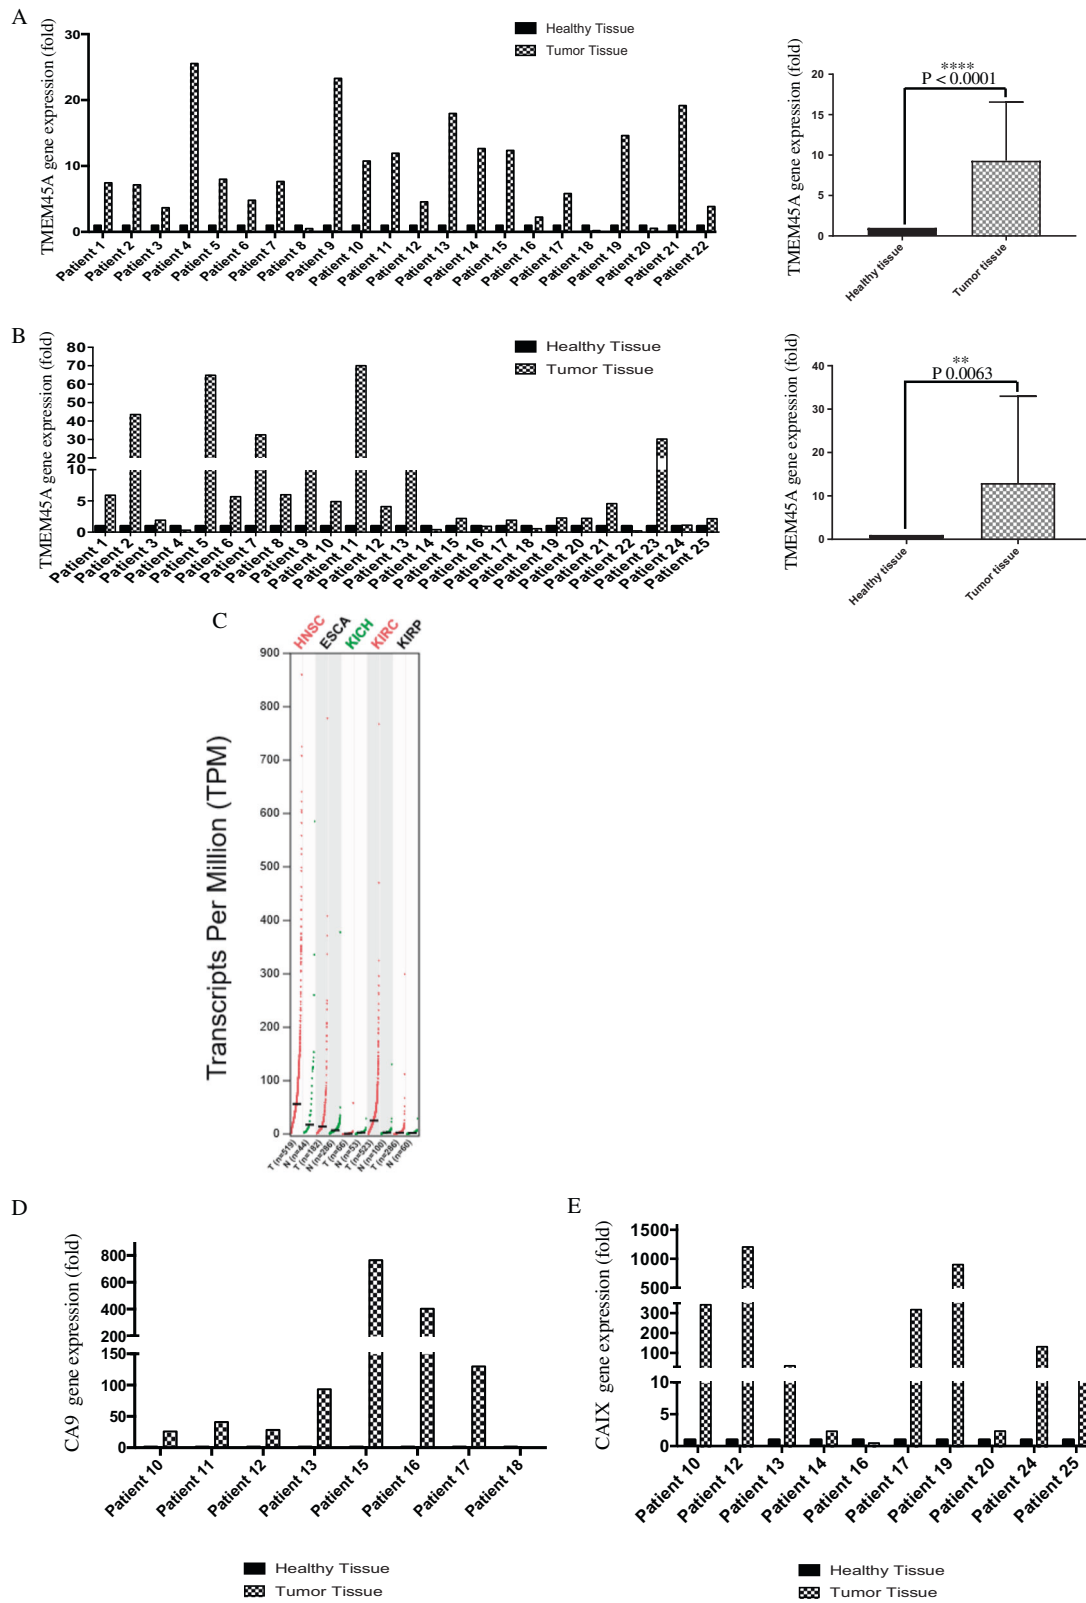 A
TMEM45A gene expression (fold)
30
20
10
0
Healthy Tissue
Tumor Tissue
Patient 1
Patient 2
Patient 3
Patient 4
Patient 5
Patient 6
Patient 7
Patient 8
Patient 9
Patient 10
Patient 11
Patient 12
Patient 13
Patient 14
Patient 15
Patient 16
Patient 17
Patient 18
Patient 19
Patient 20
Patient 21
Patient 22
TMEM45A gene expression (fold)
20
15
10
5
0
****
P < 0.0001
Healthy tissue
Tumor tissue
B
TMEM45A gene expression (fold)
80
70
60
50
40
30
20
10
5
0
Healthy Tissue
Tumor Tissue
Patient 1
Patient 2
Patient 3
Patient 4
Patient 5
Patient 6
Patient 7
Patient 8
Patient 9
Patient 10
Patient 11
Patient 12
Patient 13
Patient 14
Patient 15
Patient 16
Patient 17
Patient 18
Patient 19
Patient 20
Patient 21
Patient 22
Patient 23
Patient 24
Patient 25
TMEM45A gene expression (fold)
40
30
20
10
0
**
P 0.0063
Healthy tissue
Tumor tissue
C
HNSC
ESCA
KICH
KIRC
KIRP
Transcripts Per Million (TPM)
900
800
700
600
500
400
300
200
100
0
T (n=519)
N (n=44)
T (n=182)
N (n=286)
T (n=66)
N (n=53)
T (n=523)
N (n=100)
T (n=286)
N (n=60)
D
CA9 gene expression (fold)
800
600
400
200
150
100
50
0
Patient 10
Patient 11
Patient 12
Patient 13
Patient 15
Patient 16
Patient 17
Patient 18
Healthy Tissue
Tumor Tissue
E
CAIX gene expression (fold)
1500
1000
500
300
200
100
10
5
0
Patient 10
Patient 12
Patient 13
Patient 14
Patient 16
Patient 17
Patient 19
Patient 20
Patient 24
Patient 25
Healthy Tissue
Tumor Tissue